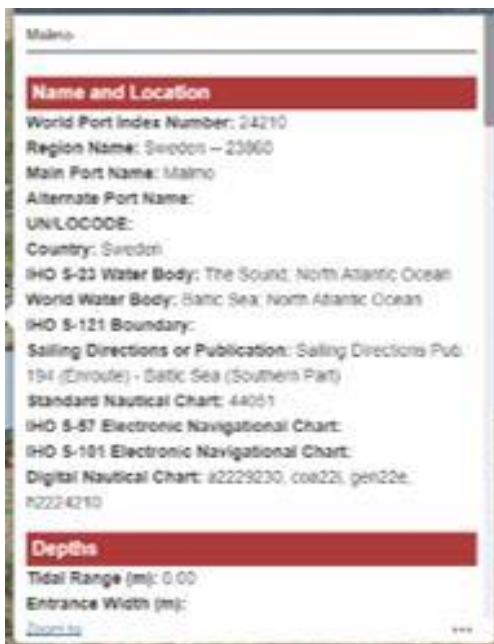 Malmo
Name and Location
World Port Index Number: 24210
Region Name: Sweden -- 23860
Main Port Name: Malmo
Alternate Port Name:
UN/LOCODE:
Country: Sweden
IHO S-23 Water Body: The Sound; North Atlantic Ocean
World Water Body: Baltic Sea; North Atlantic Ocean
IHO S-121 Boundary:
Sailing Directions or Publication: Sailing Directions Pub.
194 (Enroute) - Baltic Sea (Southern Part)
Standard Nautical Chart: 44051
IHO S-57 Electronic Navigational Chart:
IHO S-101 Electronic Navigational Chart:
Digital Nautical Chart: a2229230, coa22i, gen22e,
h2224210
Depths
Tidal Range (m): 0.00
Entrance Width (m):
Zoom to